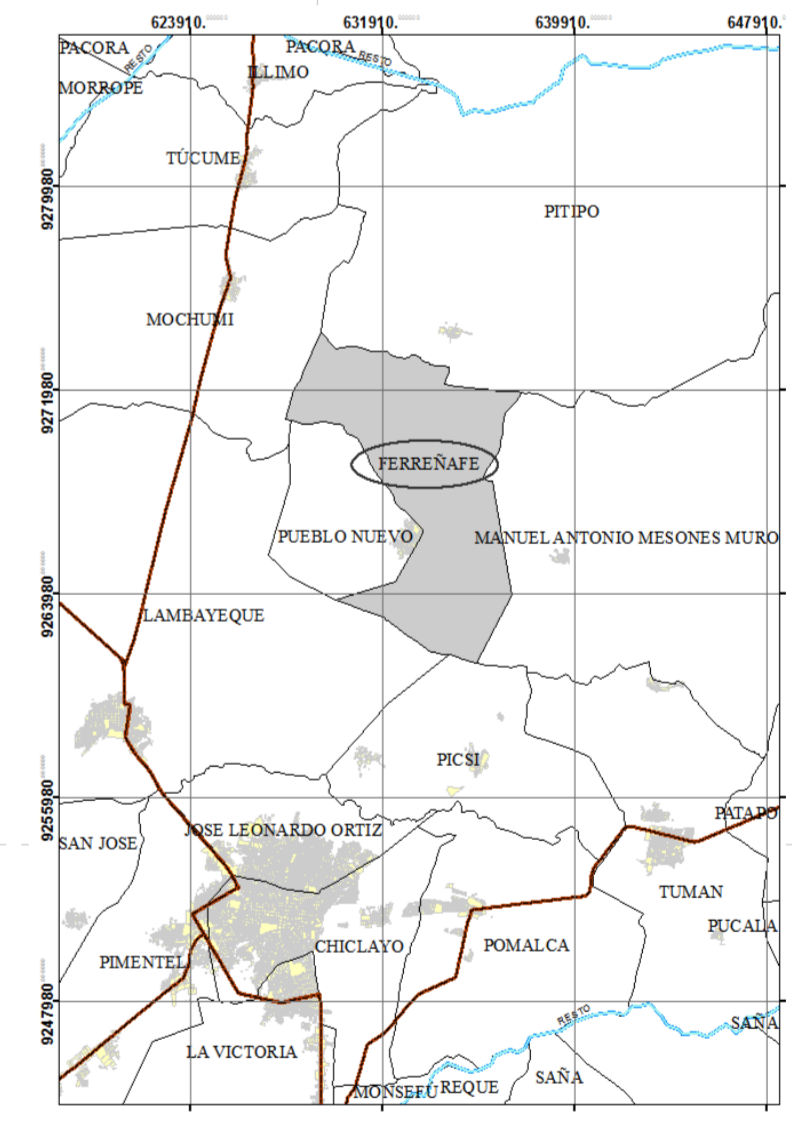 623910.
631910.
639910.
647910.
PACORA
RESTO
PACORA
RESTO
ILLIMO
MORROPE
TÚCUME
9279980
PITIPO
MOCHUMI
9271980
FERREÑAFE
PUEBLO NUEVO
MANUEL ANTONIO MESONES MURO
9263980
LAMBAYEQUE
PICSI
9255980
PATAPO
JOSE LEONARDO ORTIZ
SAN JOSE
TUMAN
PUCALA
CHICLAYO
POMALCA
PIMENTEL
9247980
RESTO
SAÑA
LA VICTORIA
SAÑA
REQUE
MONSEFU